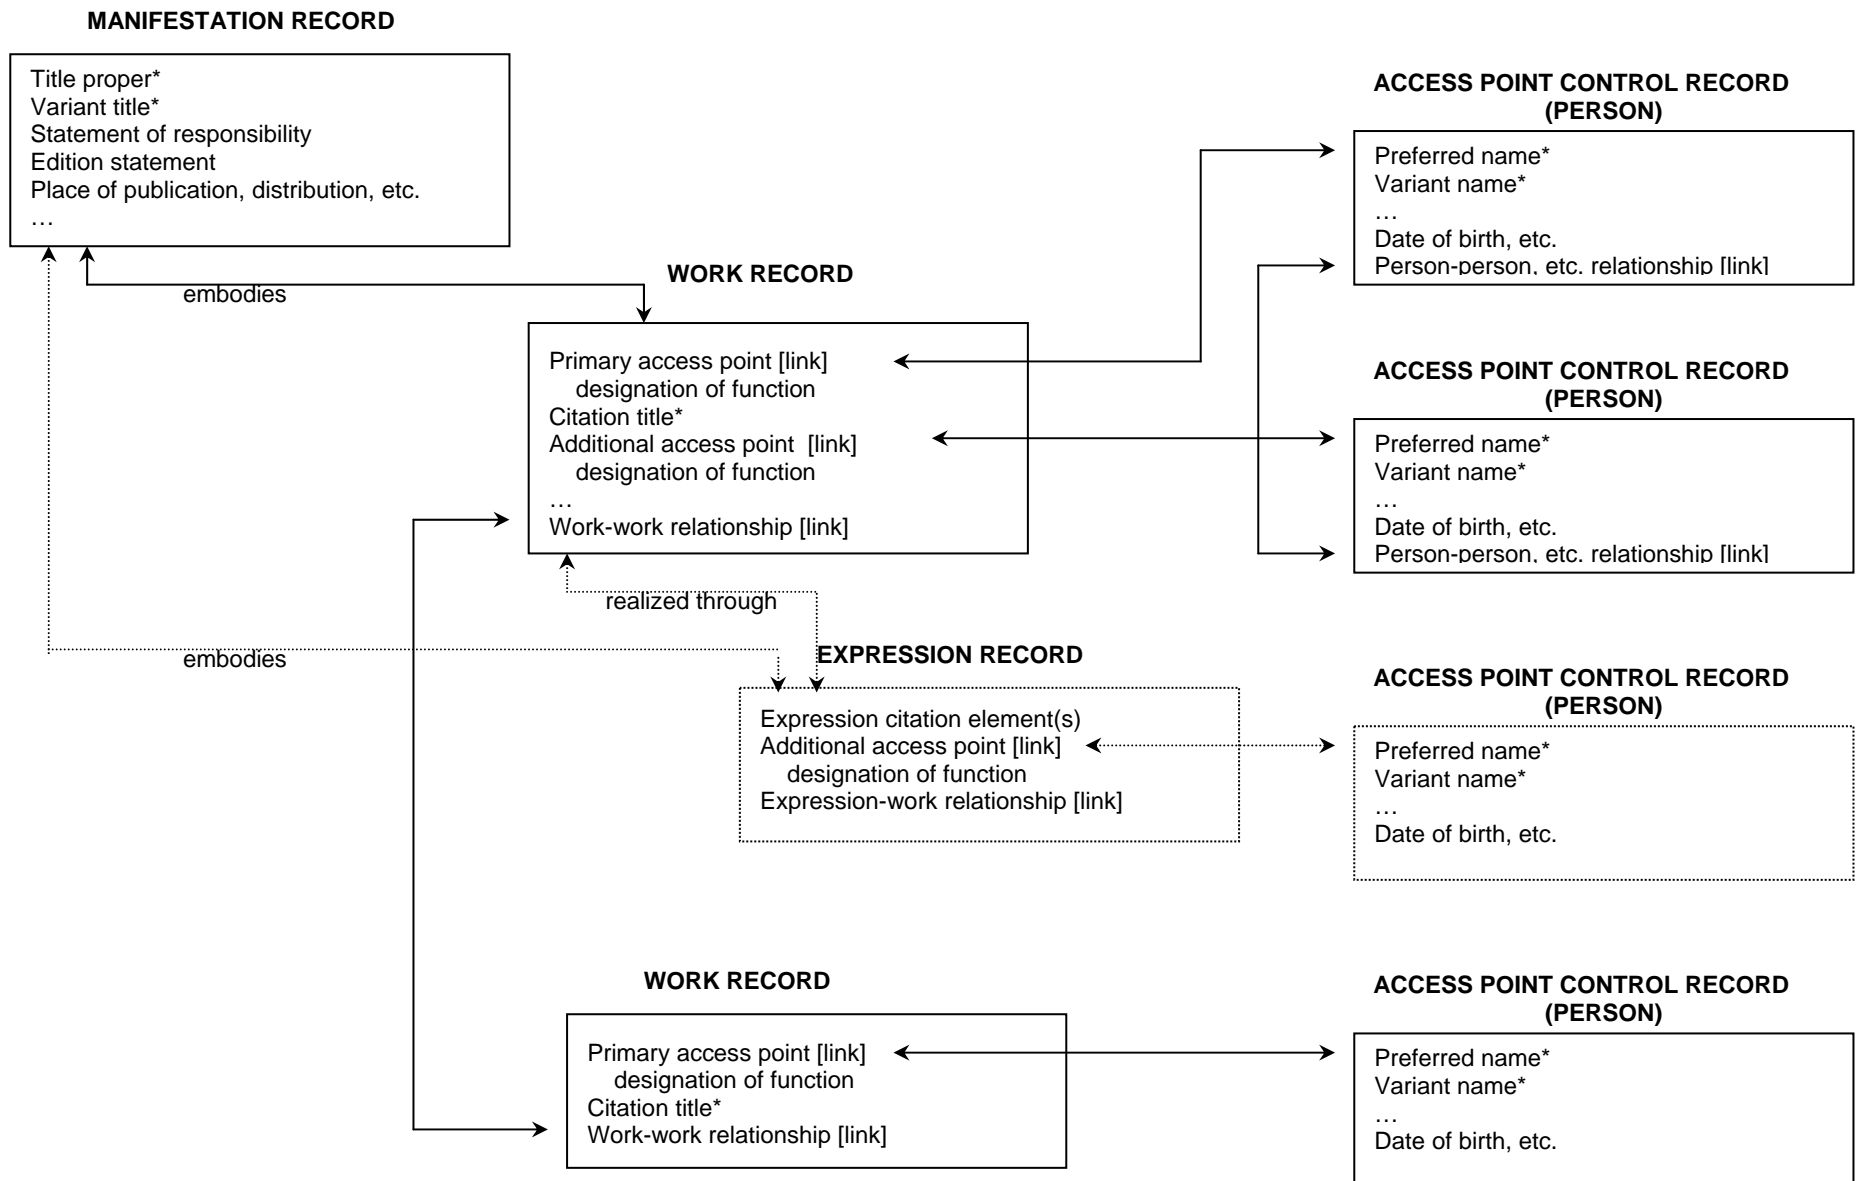 MANIFESTATION RECORD
Title proper*
Variant title*
Statement of responsibility
Edition statement
Place of publication, distribution, etc.
…
embodies
WORK RECORD
Primary access point [link]
designation of function
Citation title*
Additional access point [link]
designation of function
…
Work-work relationship [link]
realized through
embodies
EXPRESSION RECORD
Expression citation element(s)
Additional access point [link]
designation of function
Expression-work relationship [link]
WORK RECORD
Primary access point [link]
designation of function
Citation title*
Work-work relationship [link]
ACCESS POINT CONTROL RECORD
(PERSON)
Preferred name*
Variant name*
…
Date of birth, etc.
Person-person, etc. relationship [link]
ACCESS POINT CONTROL RECORD
(PERSON)
Preferred name*
Variant name*
…
Date of birth, etc.
Person-person, etc. relationship [link]
ACCESS POINT CONTROL RECORD
(PERSON)
Preferred name*
Variant name*
…
Date of birth, etc.
ACCESS POINT CONTROL RECORD
(PERSON)
Preferred name*
Variant name*
…
Date of birth, etc.